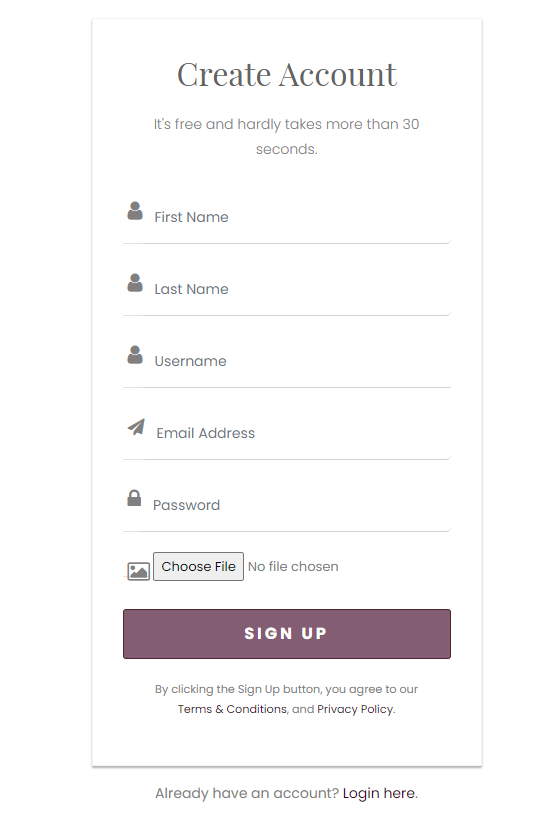 Create Account
It's free and hardly takes more than 30
seconds.
First Name
Last Name
Username
Email Address
Password
Choose File No file chosen
SIGN UP
By clicking the Sign Up button, you agree to our
Terms & Conditions, and Privacy Policy.
Already have an account? Login here.